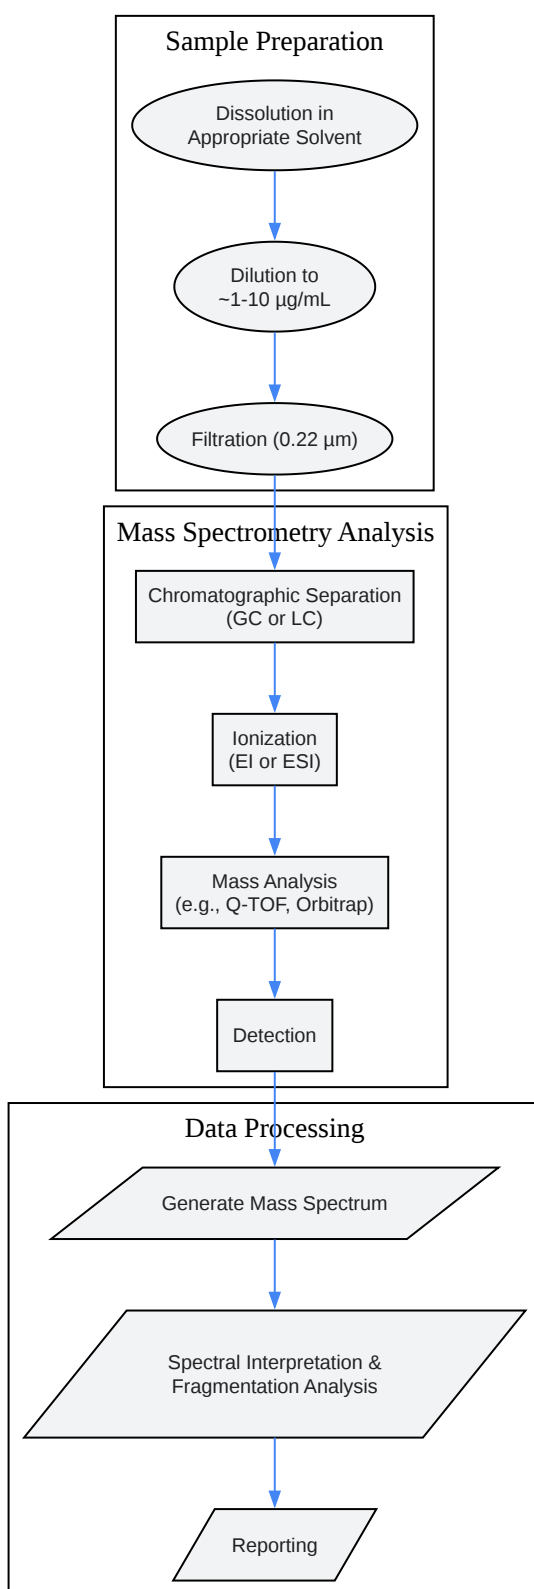 Sample Preparation
Dissolution in
Appropriate Solvent
Dilution to
~1-10 µg/mL
Filtration (0.22 µm)
Mass Spectrometry Analysis
Chromatographic Separation
(GC or LC)
Ionization
(EI or ESI)
Mass Analysis
(e.g., Q-TOF, Orbitrap)
Detection
Data Processing
Generate Mass Spectrum
Spectral Interpretation &
Fragmentation Analysis
Reporting